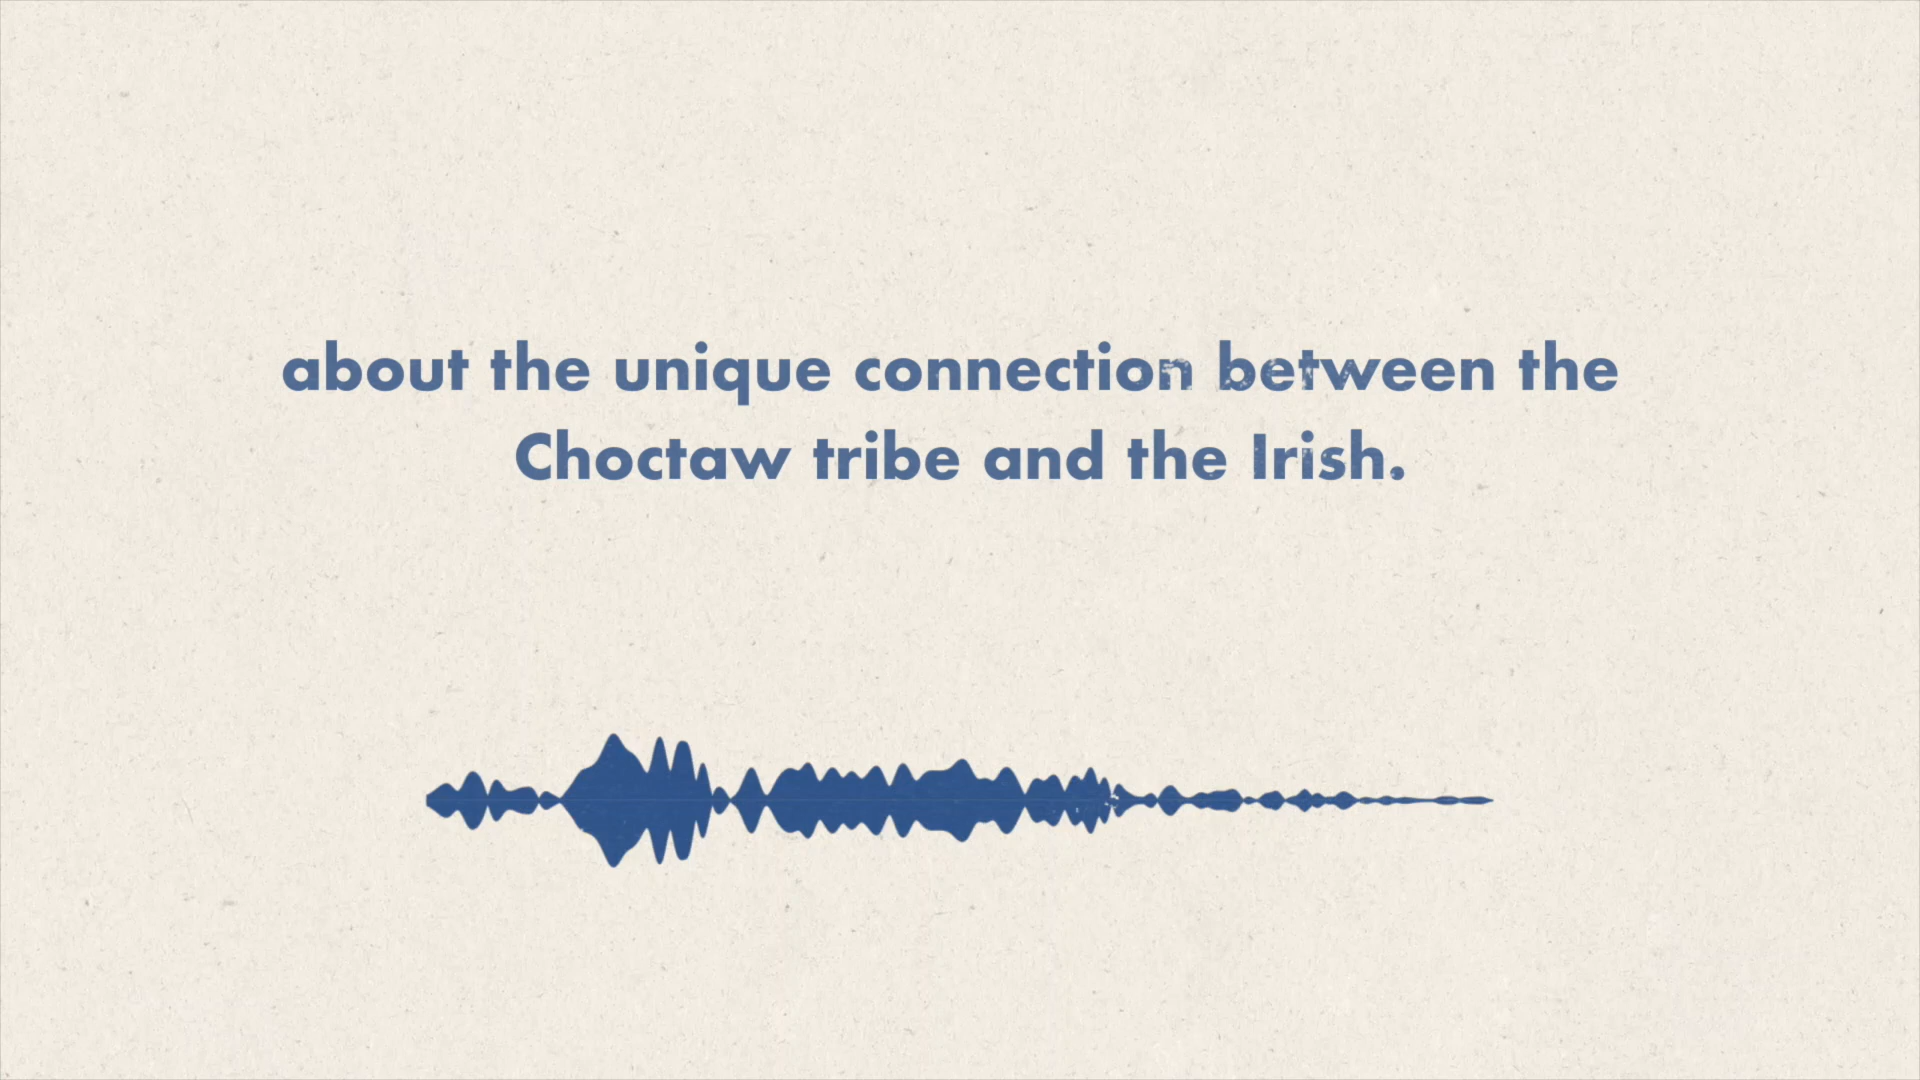 about the unique connection between the
Choctaw tribe and the Irish.